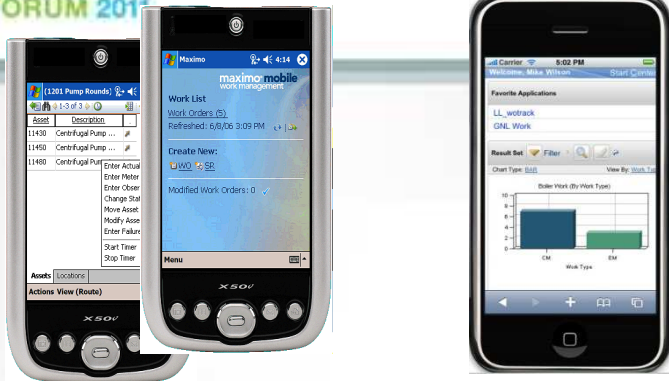 ORUM 2011
(1201 Pump Rounds)
1-3 of 3
Asset Description
11430 Centrifugal Pump ...
11450 Centrifugal Pump ...
11480 Centrifugal Pum
Enter Actual
Enter Meter
Enter Obser
Change Stat
Move Asset
Modify Asse
Enter Failure
Start Timer
Stop Timer
Assets Locations
Actions View (Route)
X50v
Maximo 4:14
maximo mobile
work management
Work List
Work Orders (5)
Refreshed: 6/8/06 3:09 PM
Create New:
WO SR
Modified Work Orders: 0
Menu
X50v
Carrier 5:02 PM
Welcome, Mike Wilson Start Center
Favorite Applications
LL_wotrack
GNL Work
Result Set Filter
Chart Type: BAR View By: Work Typ
Boiler Work (By Work Type)
10
8
6
4
2
0
CM EM
Work Type